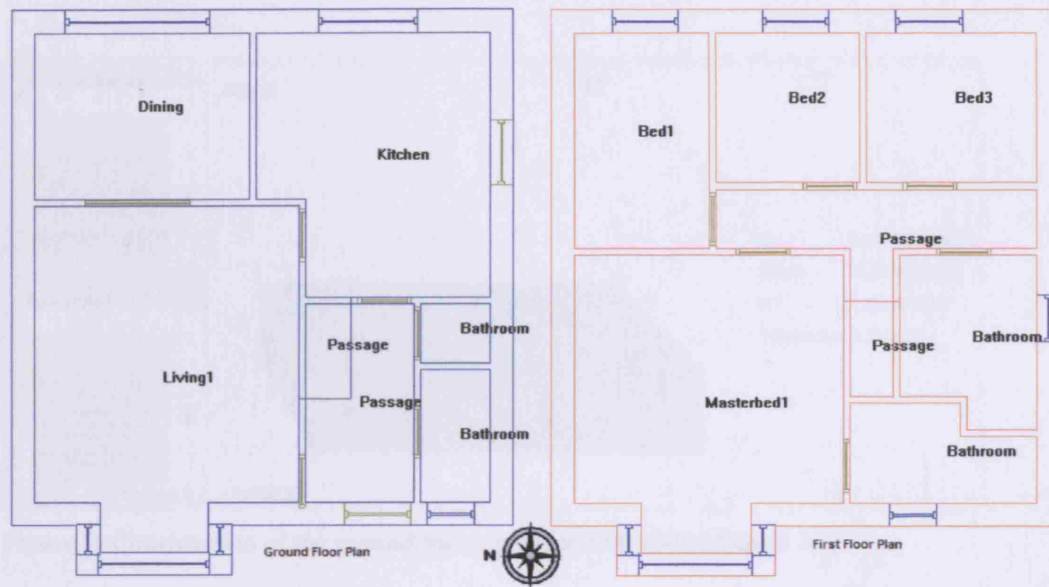 Dining
Kitchen
Living1
Passage
Passage
Bathroom
Bathroom
Ground Floor Plan
N
Bed1
Bed2
Bed3
Passage
Passage
Bathroom
Masterbed1
Bathroom
First Floor Plan